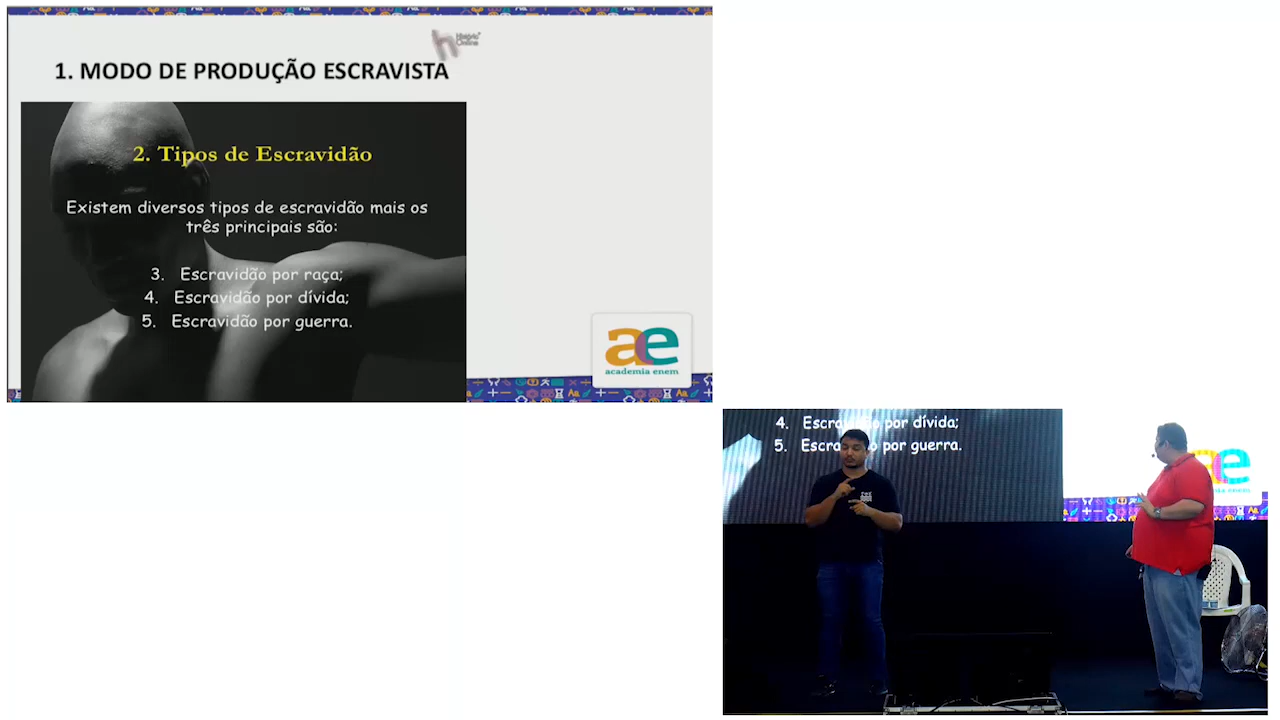 História
Online
1. MODO DE PRODUÇÃO ESCRAVISTA
2. Tipos de Escravidão
Existem diversos tipos de escravidão mais os
três principais são:
3. Escravidão por raça;
4. Escravidão por dívida;
5. Escravidão por guerra.
ae
academia enem
4. Escra por dívida;
5. Escra o por guerra.
e